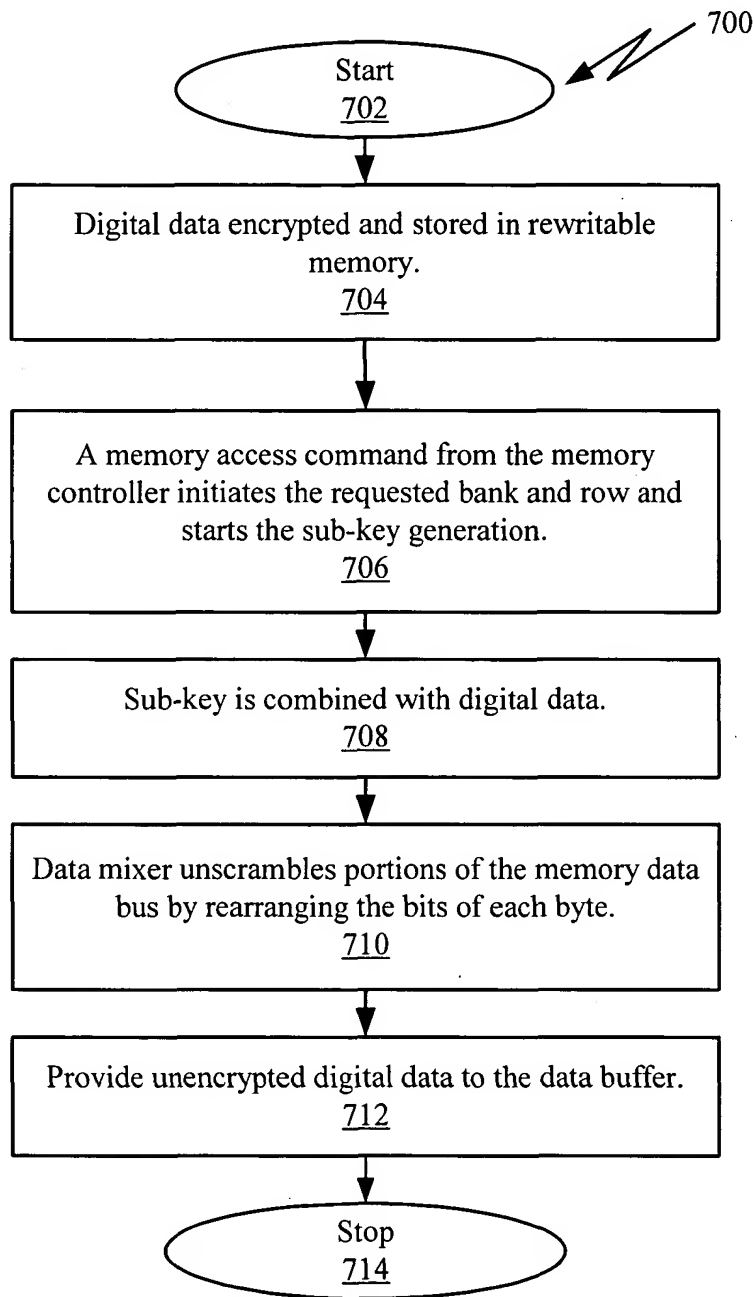 700
Start
702
Digital data encrypted and stored in rewritable
memory.
704
A memory access command from the memory
controller initiates the requested bank and row and
starts the sub-key generation.
706
Sub-key is combined with digital data.
708
Data mixer unscrambles portions of the memory data
bus by rearranging the bits of each byte.
710
Provide unencrypted digital data to the data buffer.
712
Stop
714